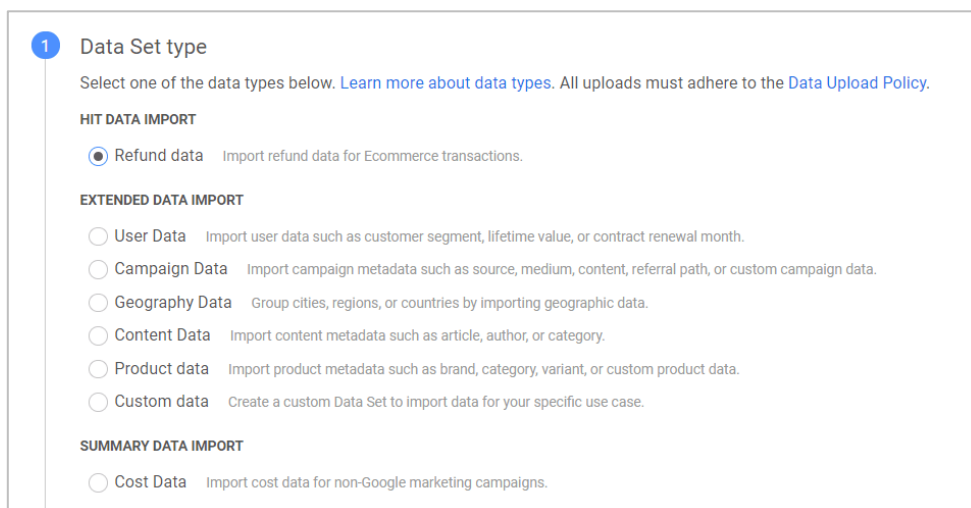 1 Data Set type
Select one of the data types below. Learn more about data types. All uploads must adhere to the Data Upload Policy.
HIT DATA IMPORT
Refund data Import refund data for Ecommerce transactions.
EXTENDED DATA IMPORT
User Data Import user data such as customer segment, lifetime value, or contract renewal month.
Campaign Data Import campaign metadata such as source, medium, content, referral path, or custom campaign data.
Geography Data Group cities, regions, or countries by importing geographic data.
Content Data Import content metadata such as article, author, or category.
Product data Import product metadata such as brand, category, variant, or custom product data.
Custom data Create a custom Data Set to import data for your specific use case.
SUMMARY DATA IMPORT
Cost Data Import cost data for non-Google marketing campaigns.